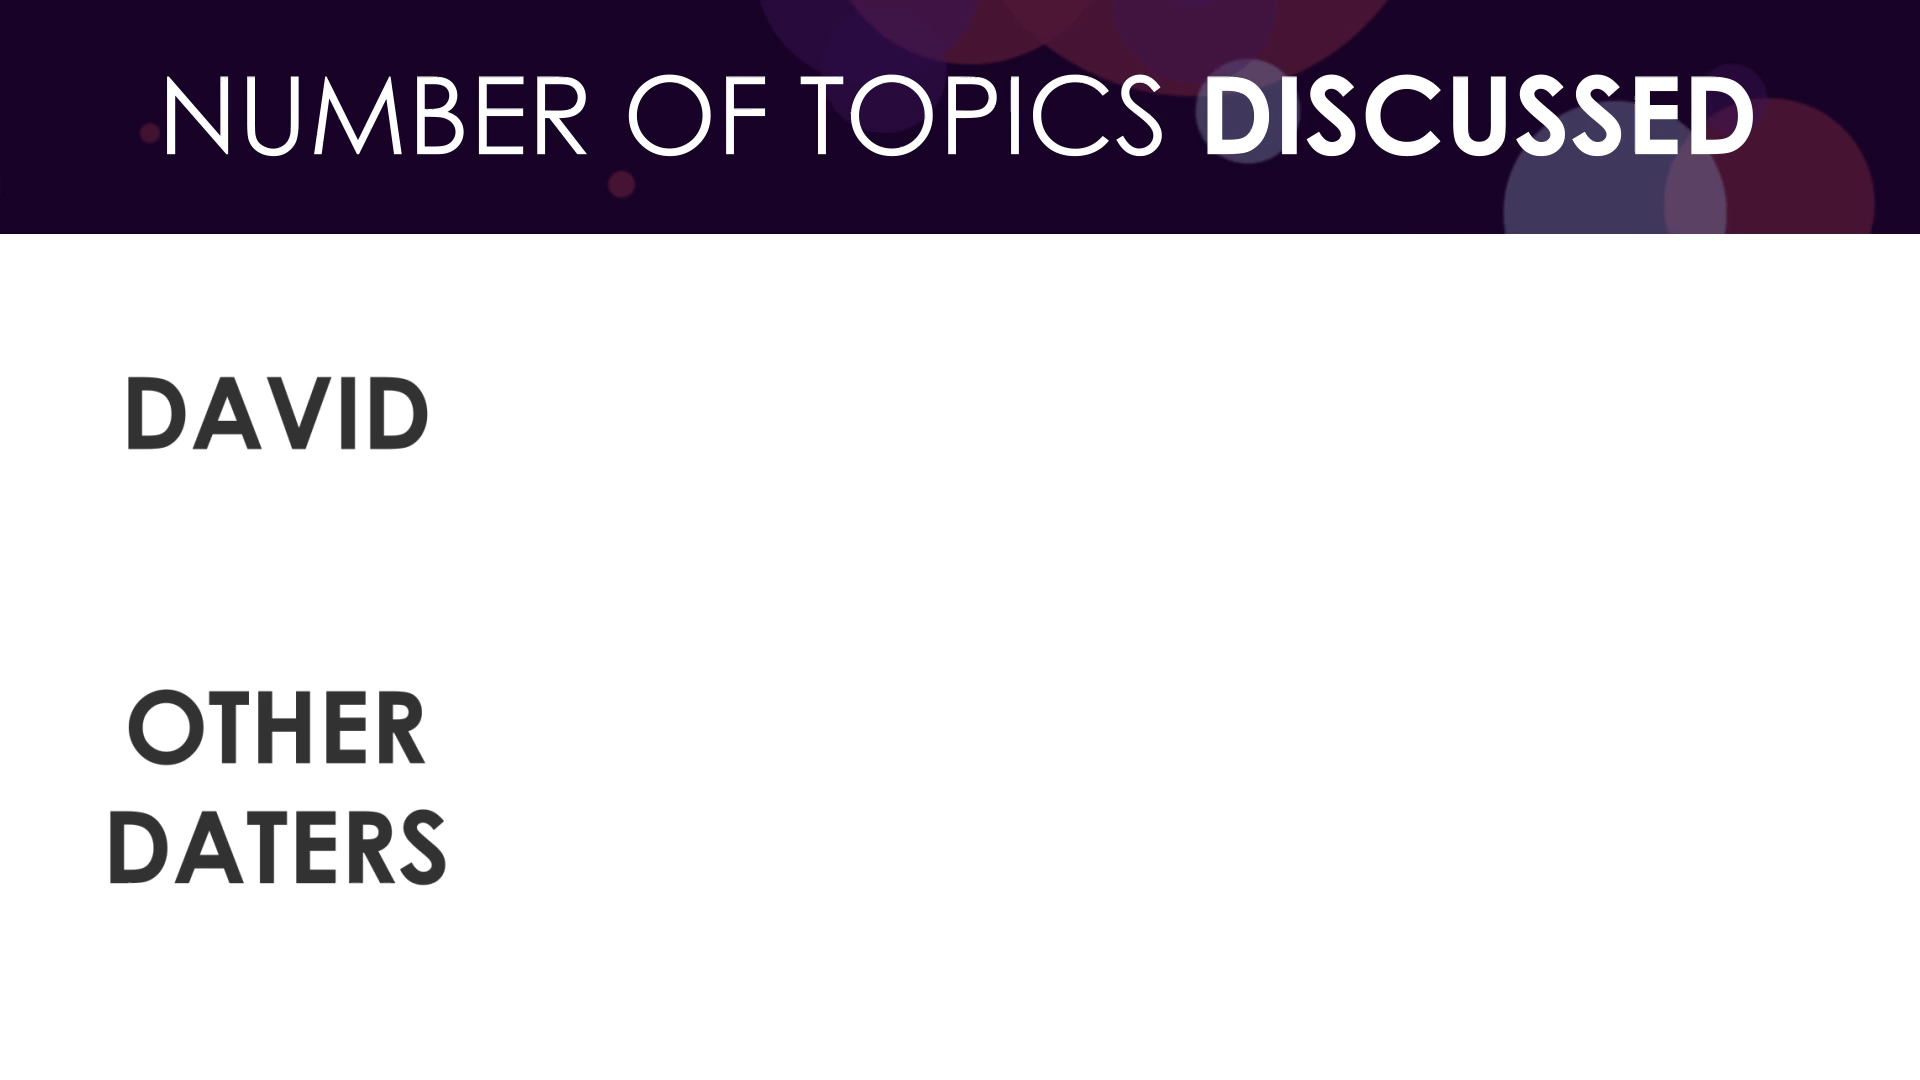 NUMBER OF TOPICS DISCUSSED
DAVID
OTHER
DATERS